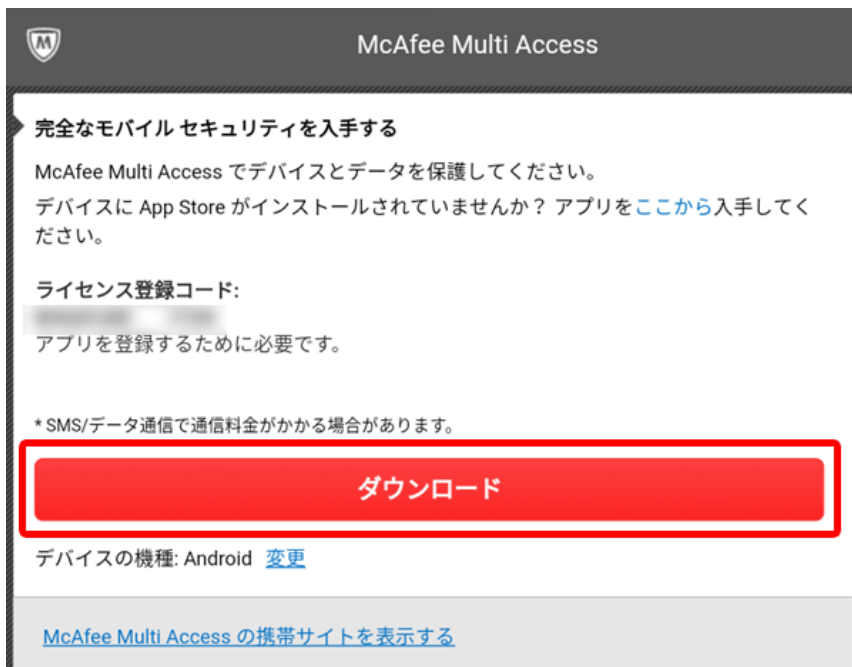 McAfee Multi Access
完全なモバイル セキュリティを入手する
McAfee Multi Access でデバイスとデータを保護してください。
デバイスに App Store がインストールされていませんか？ アプリをここから入手してく
ださい。
ライセンス登録コード:
アプリを登録するために必要です。
* SMS/データ通信で通信料金がかかる場合があります。
ダウンロード
デバイスの機種: Android 変更
McAfee Multi Access の携帯サイトを表示する